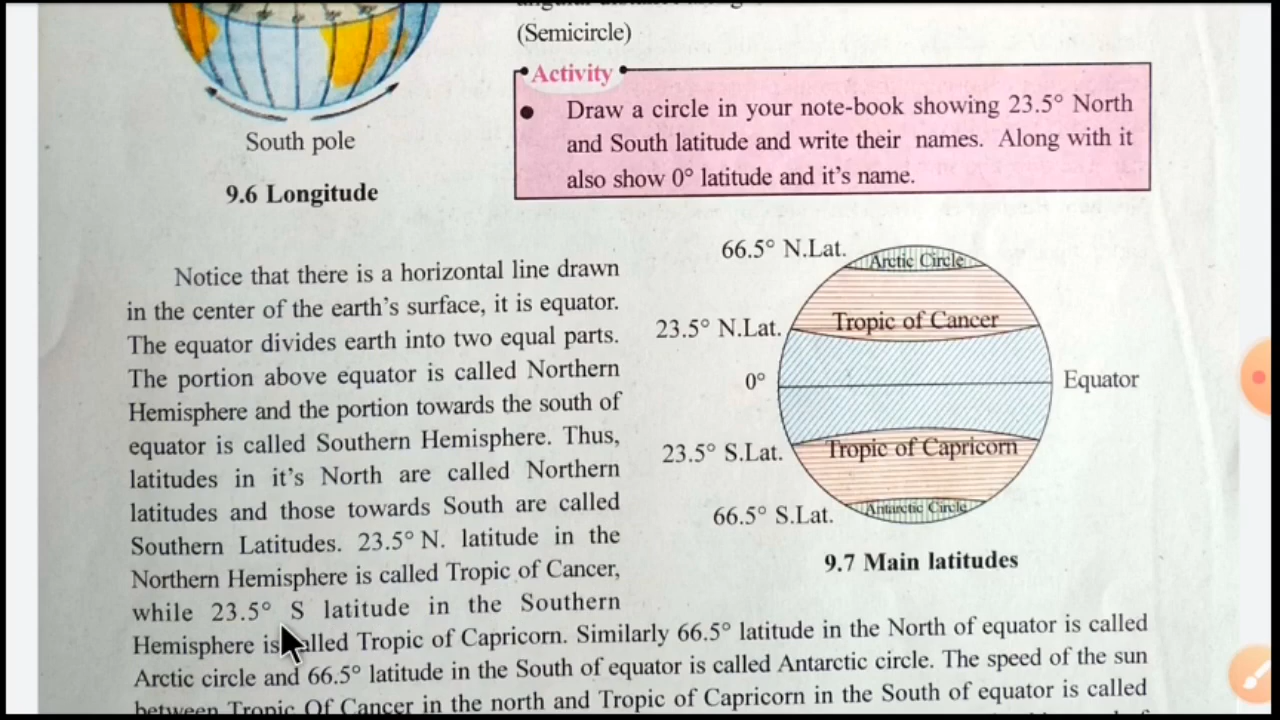 (Semicircle)
Activity
● Draw a circle in your note-book showing 23.5° North
and South latitude and write their names. Along with it
also show 0° latitude and it's name.
South pole
9.6 Longitude
Notice that there is a horizontal line drawn
in the center of the earth's surface, it is equator.
The equator divides earth into two equal parts.
The portion above equator is called Northern
Hemisphere and the portion towards the south of
equator is called Southern Hemisphere. Thus,
latitudes in it's North are called Northern
latitudes and those towards South are called
Southern Latitudes. 23.5° N. latitude in the
Northern Hemisphere is called Tropic of Cancer,
while 23.5° S latitude in the Southern
Hemisphere is called Tropic of Capricorn. Similarly 66.5° latitude in the North of equator is called
Arctic circle and 66.5° latitude in the South of equator is called Antarctic circle. The speed of the sun
between Tropic Of Cancer in the north and Tropic of Capricorn in the South of equator is called
66.5° N.Lat.
Arctic Circle
23.5° N.Lat.
Tropic of Cancer
0°
Equator
23.5° S.Lat.
Tropic of Capricorn
66.5° S.Lat.
Antarctic Circle
9.7 Main latitudes